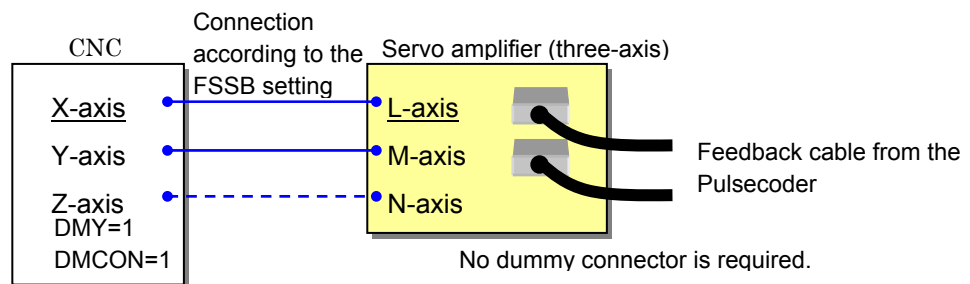 Connection
according to the
FSSB setting
CNC
Servo amplifier (three-axis)
X-axis
L-axis
Y-axis
M-axis
Z-axis
N-axis
DMY=1
DMCON=1
Feedback cable from the
Pulsecoder
No dummy connector is required.